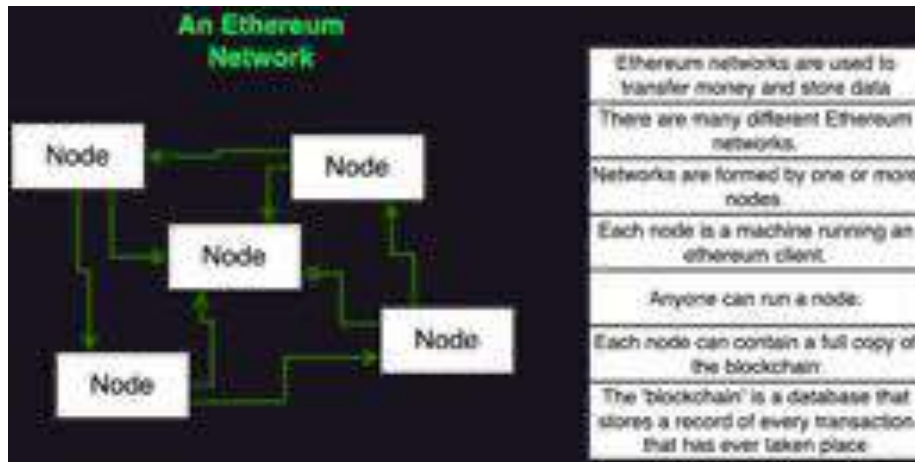 An Ethereum
Network
Node
Node
Node
Node
Node
Ethereum networks are used to
transfer money and store data
There are many different Ethereum
networks.
Networks are formed by one or more
nodes
Each node is a machine running an
ethereum client.
Anyone can run a node.
Each node can contain a full copy of
the blockchain
The 'blockchain' is a database that
stores a record of every transaction
that has ever taken place